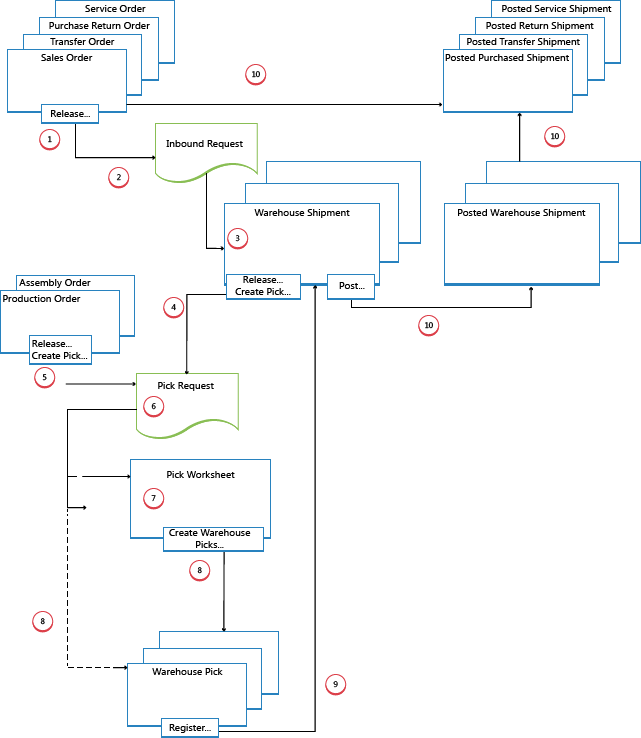 Service Order
Purchase Return Order
Transfer Order
Sales Order
Release...
Posted Service Shipment
Posted Return Shipment
Posted Transfer Shipment
Posted Purchased Shipment
10
1
2
Inbound Request
10
Warehouse Shipment
3
Release...
Create Pick...
Post...
Posted Warehouse Shipment
Assembly Order
Production Order
Release...
Create Pick...
4
10
5
Pick Request
6
Pick Worksheet
7
Create Warehouse
Picks...
8
8
Warehouse Pick
Register...
9